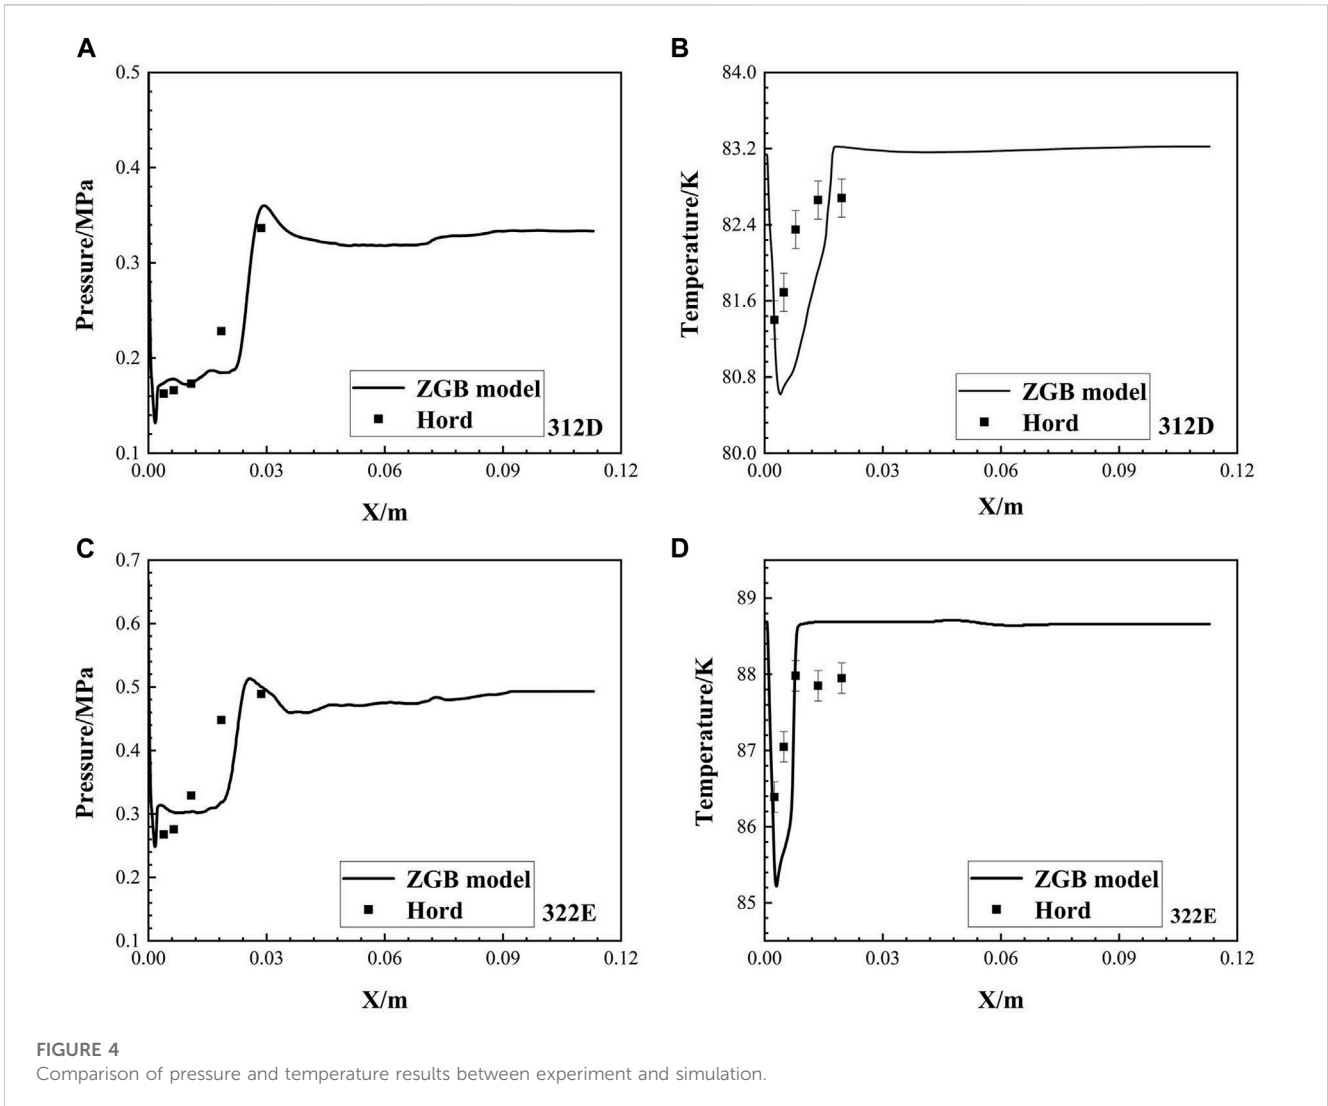 A
0.5
0.4
0.3
0.2
0.1
0.00
0.03
0.06
0.09
0.12
Pressure/MPa
X/m
ZGB model
Hord
312D
B
84.0
83.2
82.4
81.6
80.8
80.0
0.00
0.03
0.06
0.09
0.12
Temperature/K
X/m
ZGB model
Hord
312D
C
0.7
0.6
0.5
0.4
0.3
0.2
0.1
0.00
0.03
0.06
0.09
0.12
Pressure/MPa
X/m
ZGB model
Hord
322E
D
89
88
87
86
85
0.00
0.03
0.06
0.09
0.12
Temperature/K
X/m
ZGB model
Hord
322E
FIGURE 4
Comparison of pressure and temperature results between experiment and simulation.